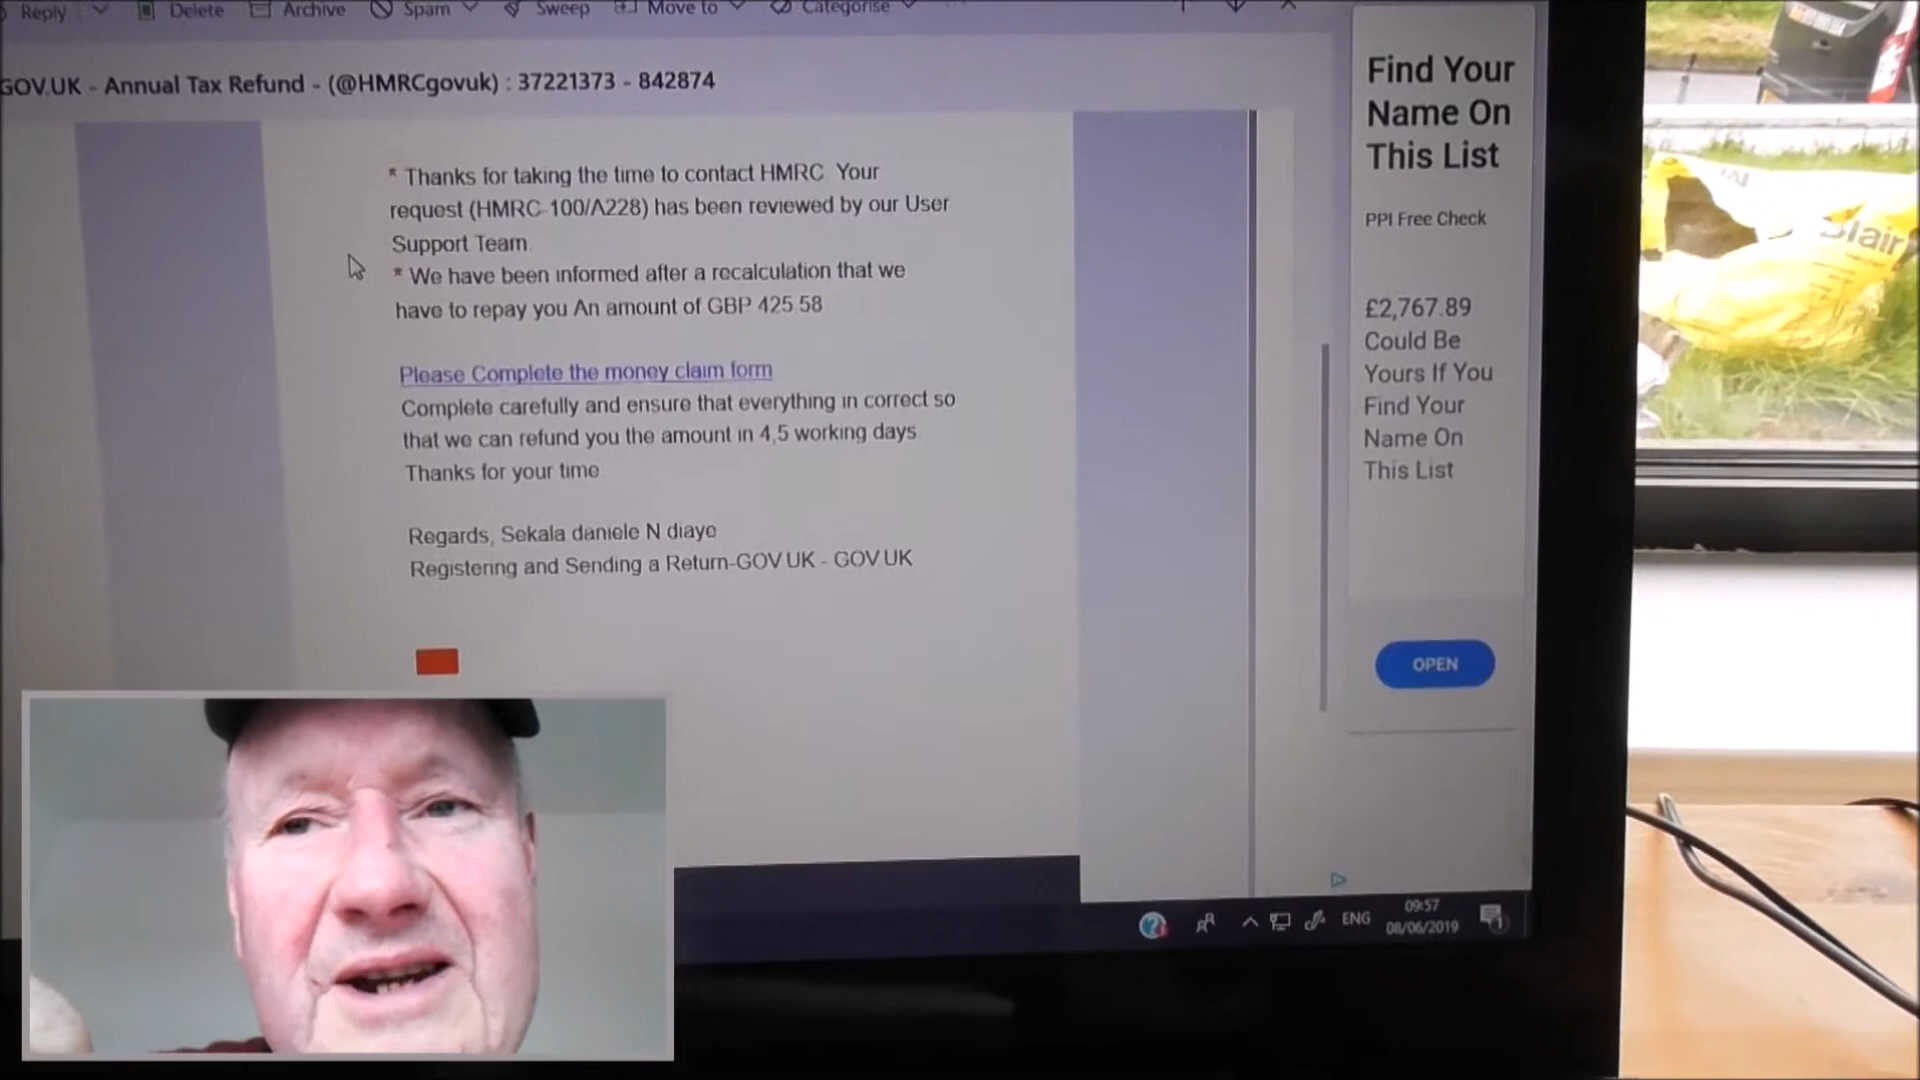 Reply
Delete
Archive
Spam
Sweep
Move to
Categorise
GOV.UK - Annual Tax Refund - (@HMRCgovuk) : 37221373 - 842874
* Thanks for taking the time to contact HMRC Your
request (HMRC-100/A228) has been reviewed by our User
Support Team
* We have been informed after a recalculation that we
have to repay you An amount of GBP 425.58
Please Complete the money claim form
Complete carefully and ensure that everything in correct so
that we can refund you the amount in 4,5 working days.
Thanks for your time
Regards, Sekala daniele N diaye
Registering and Sending a Return-GOV.UK - GOV.UK
Find Your
Name On
This List
PPI Free Check
£2,767.89
Could Be
Yours If You
Find Your
Name On
This List
OPEN
ENG
09:57
08/06/2019
Blair